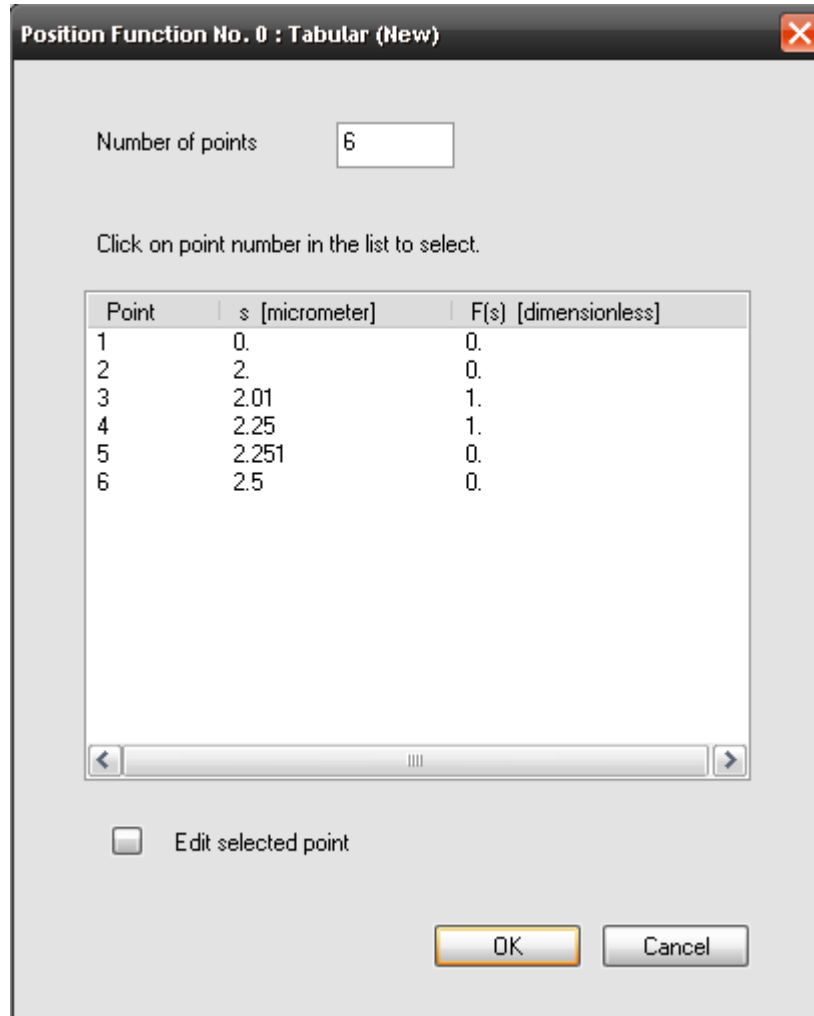 Position Function No. 0 : Tabular (New)
Number of points 6
Click on point number in the list to select.
Point s [micrometer] F(s) [dimensionless]
1 0. 0.
2 2. 0.
3 2.01 1.
4 2.25 1.
5 2.251 0.
6 2.5 0.
Edit selected point
OK Cancel